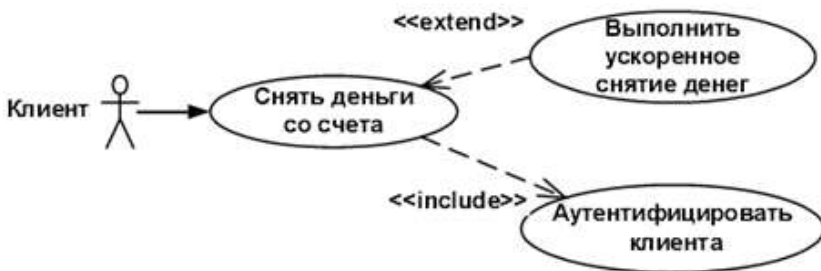 <<extend>>
Выполнить
ускоренное
снятие денег
Клиент
Снять деньги
со счета
<<include>>
Аутентифицировать
клиента